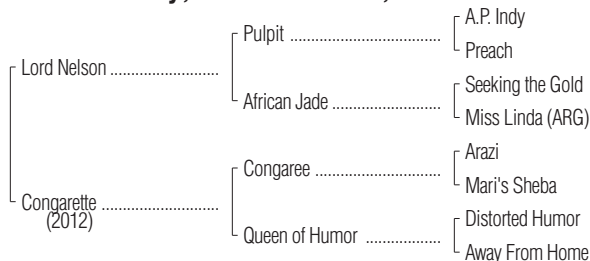 A.P. Indy
Pulpit
Preach
Lord Nelson
Seeking the Gold
African Jade
Miss Linda (ARG)
Arazi
Congaree
Mari's Sheba
Congarette
(2012)
Distorted Humor
Queen of Humor
Away From Home